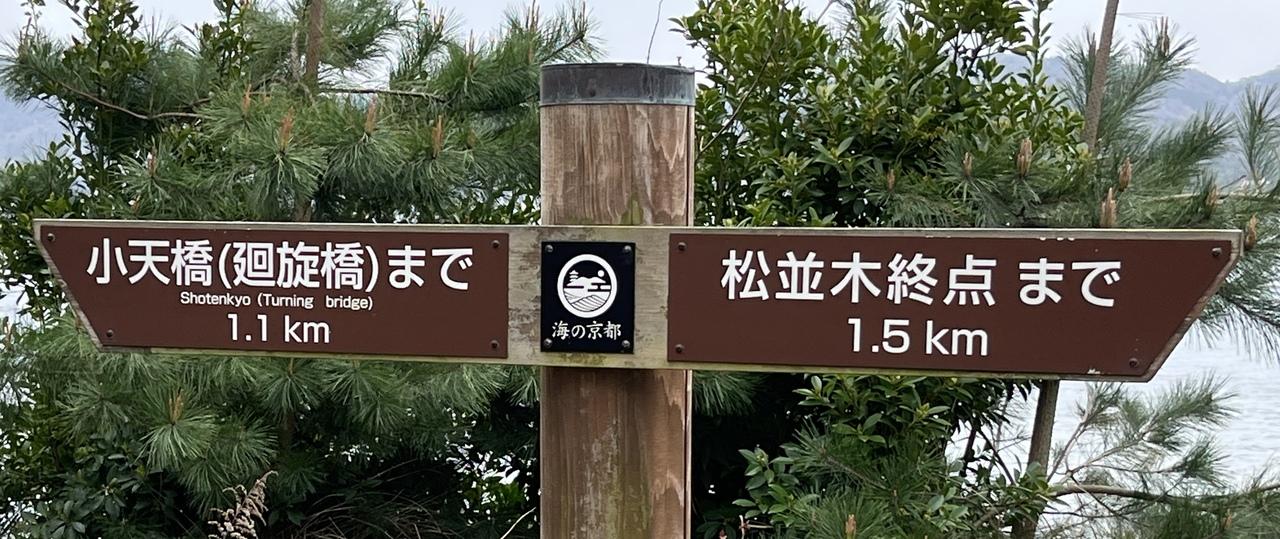 小天橋(廻旋橋)まで
Shotenkyo (Turning bridge)
1.1 km
海の京都
松並木終点 まで
1.5 km